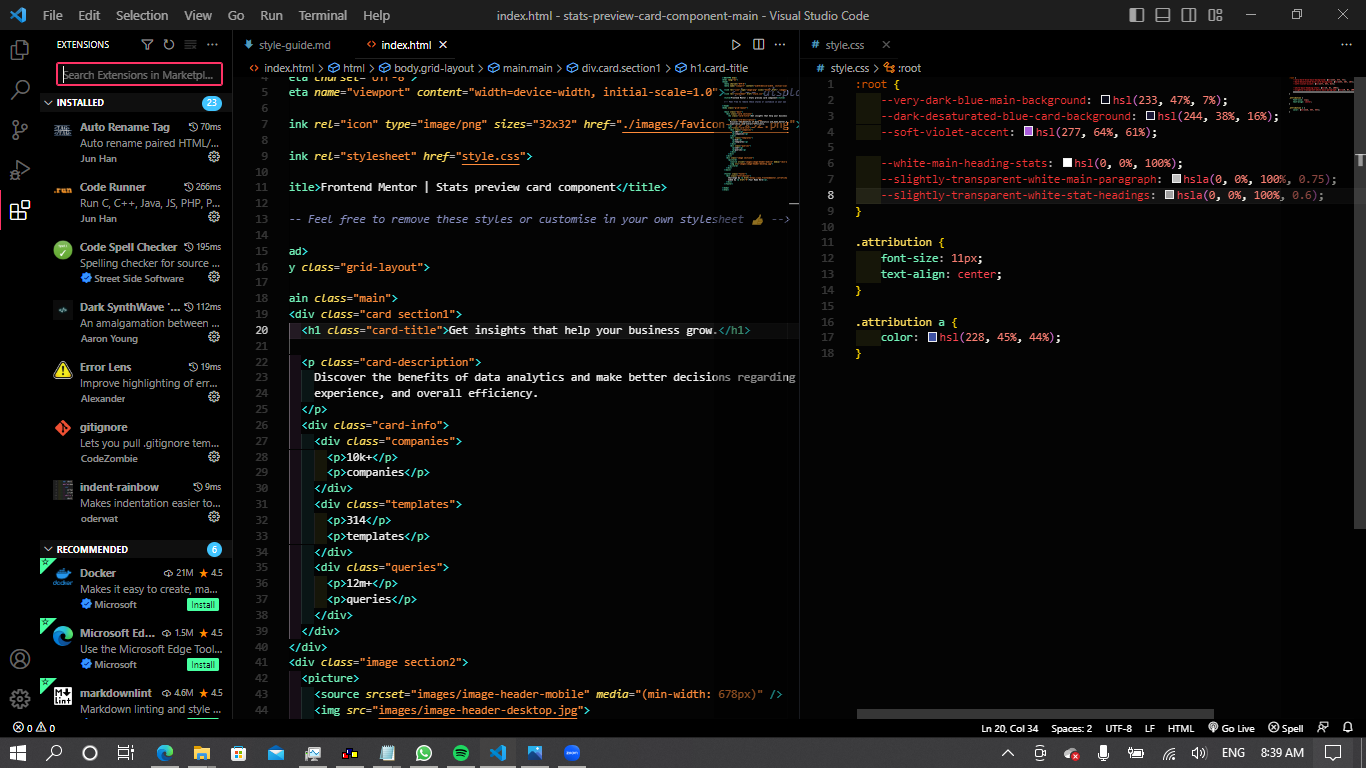 File Edit Selection View Go Run Terminal Help
index.html - stats-preview-card-component-main - Visual Studio Code
EXTENSIONS
Search Extensions in Marketpl...
INSTALLED 23
Auto Rename Tag 70ms
Auto rename paired HTML/...
Jun Han
Code Runner 266ms
Run C, C++, Java, JS, PHP, P...
Jun Han
Code Spell Checker 195ms
Spelling checker for source ...
Street Side Software
Dark SynthWave '... 112ms
An amalgamation between ...
Aaron Young
Error Lens 19ms
Improve highlighting of err...
Alexander
gitignore
Lets you pull .gitignore tem...
CodeZombie
indent-rainbow 9ms
Makes indentation easier to...
oderwat
RECOMMENDED 6
Docker 21M 4.5
Makes it easy to create, ma...
Microsoft Install
Microsoft Ed... 1.5M 4.5
Use the Microsoft Edge Tool...
Microsoft Install
markdownlint 4.6M 4.5
Markdown linting and style ...
style-guide.md index.html
index.html > html > body.grid-layout > main.main > div.card.section1 > h1.card-title
4 eta charset="UTF-8">
5 eta name="viewport" content="width=device-width, initial-scale=1.0">
6
7 ink rel="icon" type="image/png" sizes="32x32" href="./images/favicon-32x32.png">
8
9 ink rel="stylesheet" href="style.css">
10
11 itle>Frontend Mentor | Stats preview card component</title>
12
13 -- Feel free to remove these styles or customise in your own stylesheet 👍 -->
14
15 ad>
16 y class="grid-layout">
17
18 ain class="main">
19 <div class="card section1">
20 <h1 class="card-title">Get insights that help your business grow.</h1>
21
22 <p class="card-description">
23 Discover the benefits of data analytics and make better decisions regarding
24 experience, and overall efficiency.
25 </p>
26 <div class="card-info">
27 <div class="companies">
28 <p>10k+</p>
29 <p>companies</p>
30 </div>
31 <div class="templates">
32 <p>314</p>
33 <p>templates</p>
34 </div>
35 <div class="queries">
36 <p>12m+</p>
37 <p>queries</p>
38 </div>
39 </div>
40 </div>
41 <div class="image section2">
42 <picture>
43 <source srcset="images/image-header-mobile" media="(min-width: 678px)" />
44 <img src="images/image-header-desktop.jpg">
style.css
style.css > :root
1 :root {
2 --very-dark-blue-main-background: hsl(233, 47%, 7%);
3 --dark-desaturated-blue-card-background: hsl(244, 38%, 16%);
4 --soft-violet-accent: hsl(277, 64%, 61%);
5
6 --white-main-heading-stats: hsl(0, 0%, 100%);
7 --slightly-transparent-white-main-paragraph: hsla(0, 0%, 100%, 0.75);
8 --slightly-transparent-white-stat-headings: hsla(0, 0%, 100%, 0.6);
9 }
10
11 .attribution {
12 font-size: 11px;
13 text-align: center;
14 }
15
16 .attribution a {
17 color: hsl(228, 45%, 44%);
18 }
0 0 Ln 20, Col 34 Spaces: 2 UTF-8 LF HTML Go Live Spell
ENG 8:39 AM